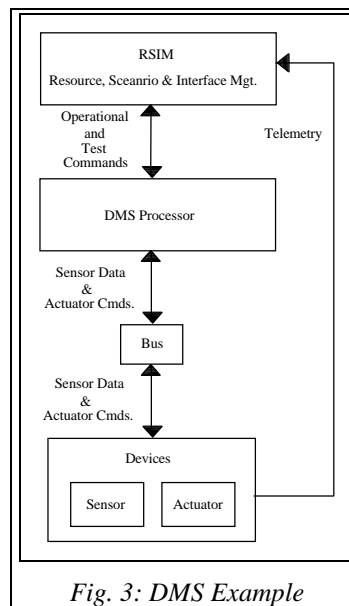 RSIM
Resource, Sceanrio & Interface Mgt.
Operational
and
Test
Commands
Telemetry
DMS Processor
Sensor Data
&
Actuator Cmds.
Bus
Sensor Data
&
Actuator Cmds.
Devices
Sensor
Actuator
Fig. 3: DMS Example